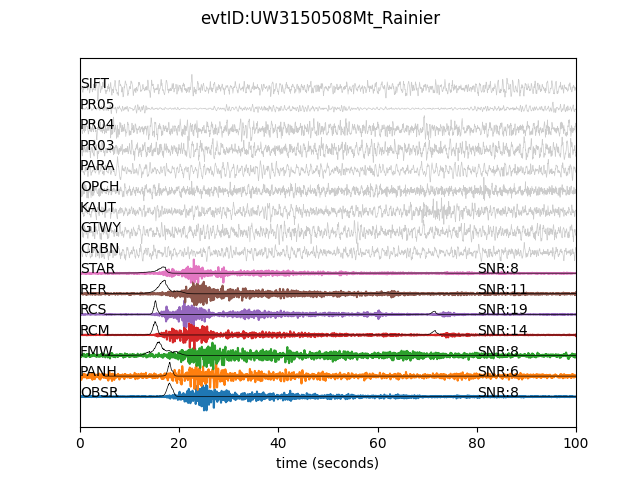 evtID:UW3150508Mt_Rainier
SIFT
PR05
PR04
PR03
PARA
OPCH
KAUT
GTWY
CRBN
STAR SNR:8
RER SNR:11
RCS SNR:19
RCM SNR:14
FMW SNR:8
PANH SNR:6
OBSR SNR:8
0 20 40 60 80 100
time (seconds)